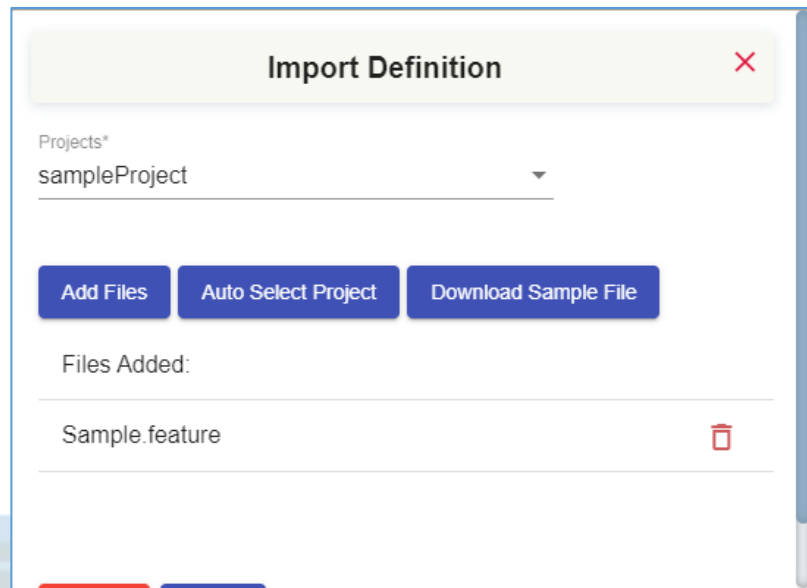 Import Definition
Projects*
sampleProject
Add Files Auto Select Project Download Sample File
Files Added:
Sample.feature